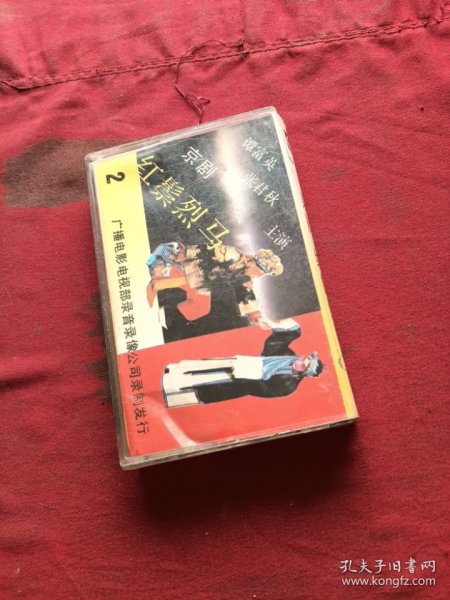 谭富英
张君秋
主演
京剧
红鬃烈马
2
广播电影电视部录音录像公司录制发行
孔夫子旧书网
www.kongfz.com